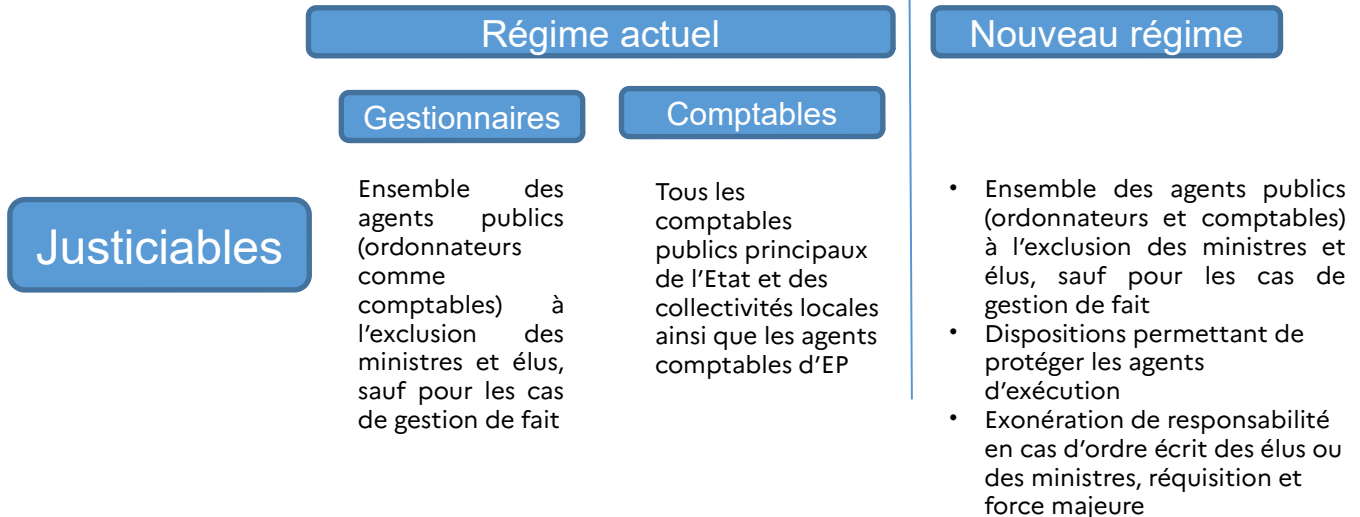 Régime actuel
Nouveau régime
Gestionnaires
Comptables
Justiciables
Ensemble des
agents publics
(ordonnateurs
comme
comptables) à
l’exclusion des
ministres et élus,
sauf pour les cas
de gestion de fait
Tous les
comptables
publics principaux
de l’Etat et des
collectivités locales
ainsi que les agents
comptables d’EP
• Ensemble des agents publics
(ordonnateurs et comptables)
à l’exclusion des ministres et
élus, sauf pour les cas de
gestion de fait
• Dispositions permettant de
protéger les agents
d’exécution
• Exonération de responsabilité
en cas d’ordre écrit des élus ou
des ministres, réquisition et
force majeure